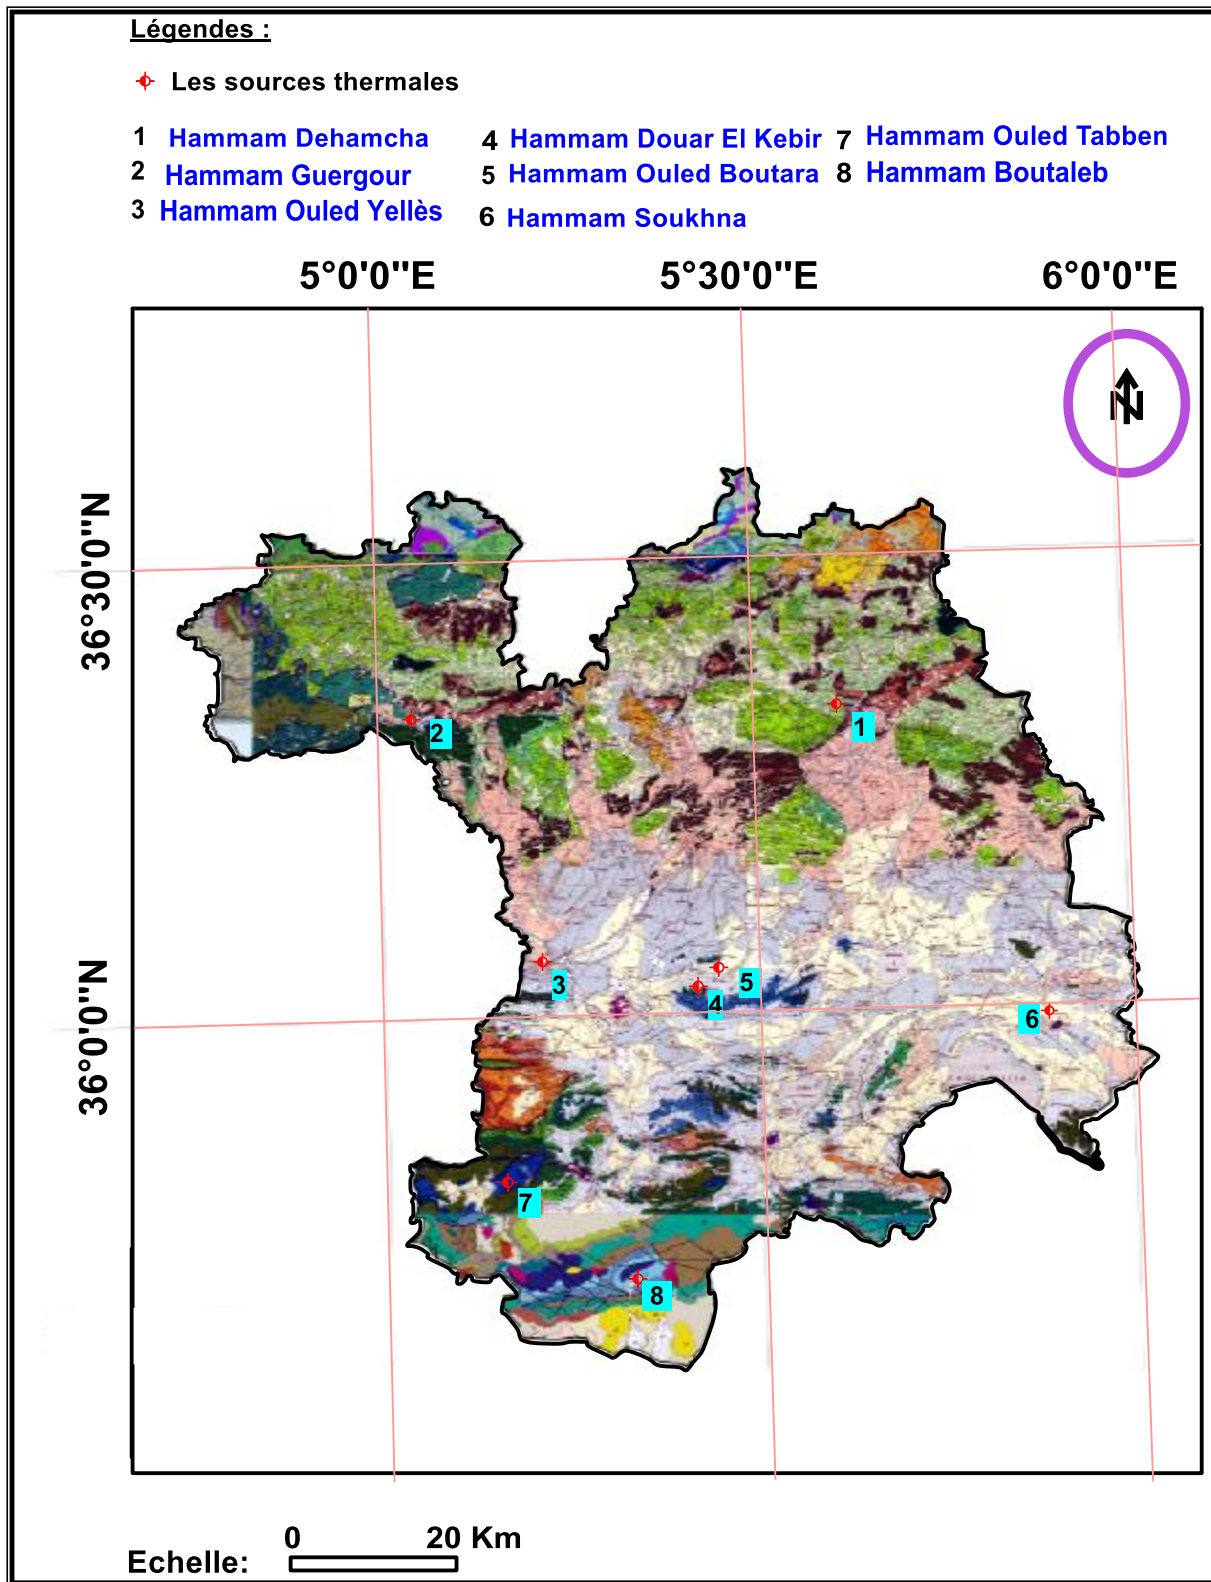 Légendes :
Les sources thermales
1 Hammam Dehamcha
2 Hammam Guergour
3 Hammam Ouled Yellès
4 Hammam Douar El Kebir
5 Hammam Ouled Boutara
6 Hammam Soukhna
7 Hammam Ouled Tabben
8 Hammam Boutaleb
5°0'0"E 5°30'0"E 6°0'0"E
N
36°30'0"N
36°0'0"N
1
2
3
5
4
6
7
8
0 20 Km
Echelle: